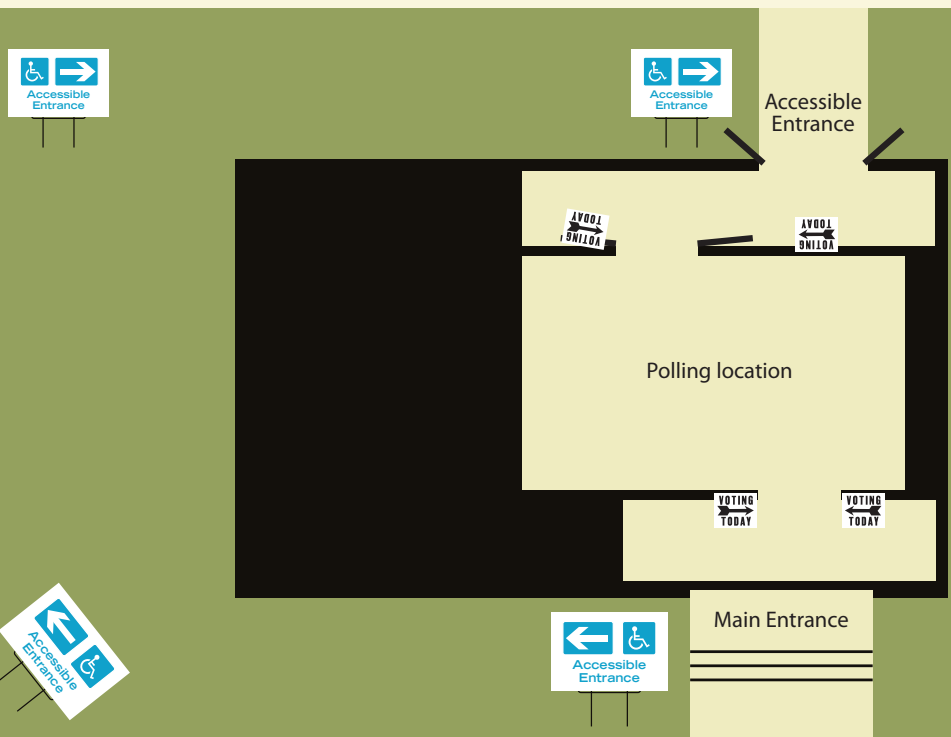 Accessible
Entrance
Accessible
Entrance
Accessible
Entrance
VOTING
TODAY
VOTING
TODAY
Polling location
VOTING
TODAY
VOTING
TODAY
Accessible
Entrance
Accessible
Entrance
Main Entrance